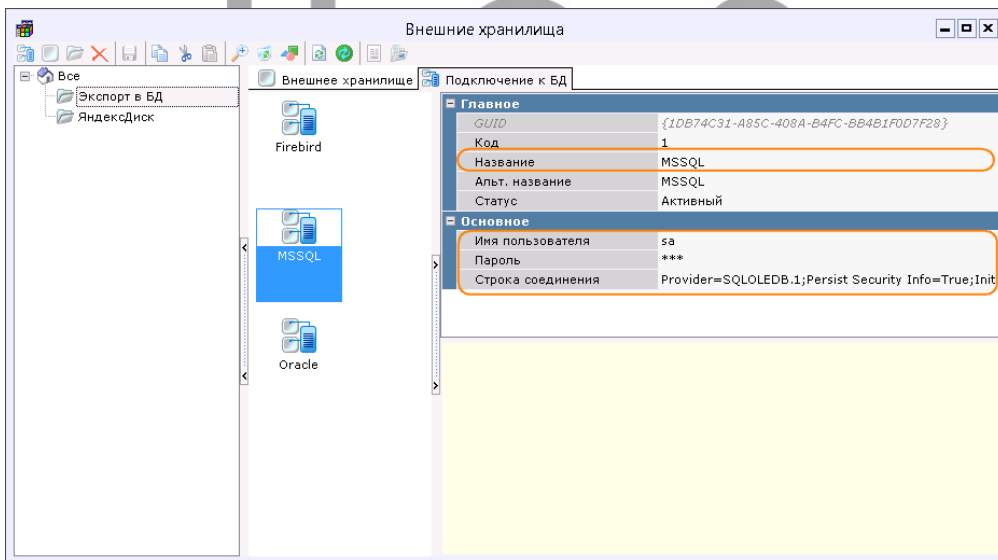 Внешние хранилища
Все
Экспорт в БД
ЯндексДиск
Внешнее хранилище Подключение к БД
Firebird
MSSQL
Oracle
Главное
GUID {1DB74C31-A85C-408A-B4FC-BB4B1F0D7F28}
Код 1
Название MSSQL
Альт. название MSSQL
Статус Активный
Основное
Имя пользователя sa
Пароль ***
Строка соединения Provider=SQLOLEDB.1;Persist Security Info=True;Init